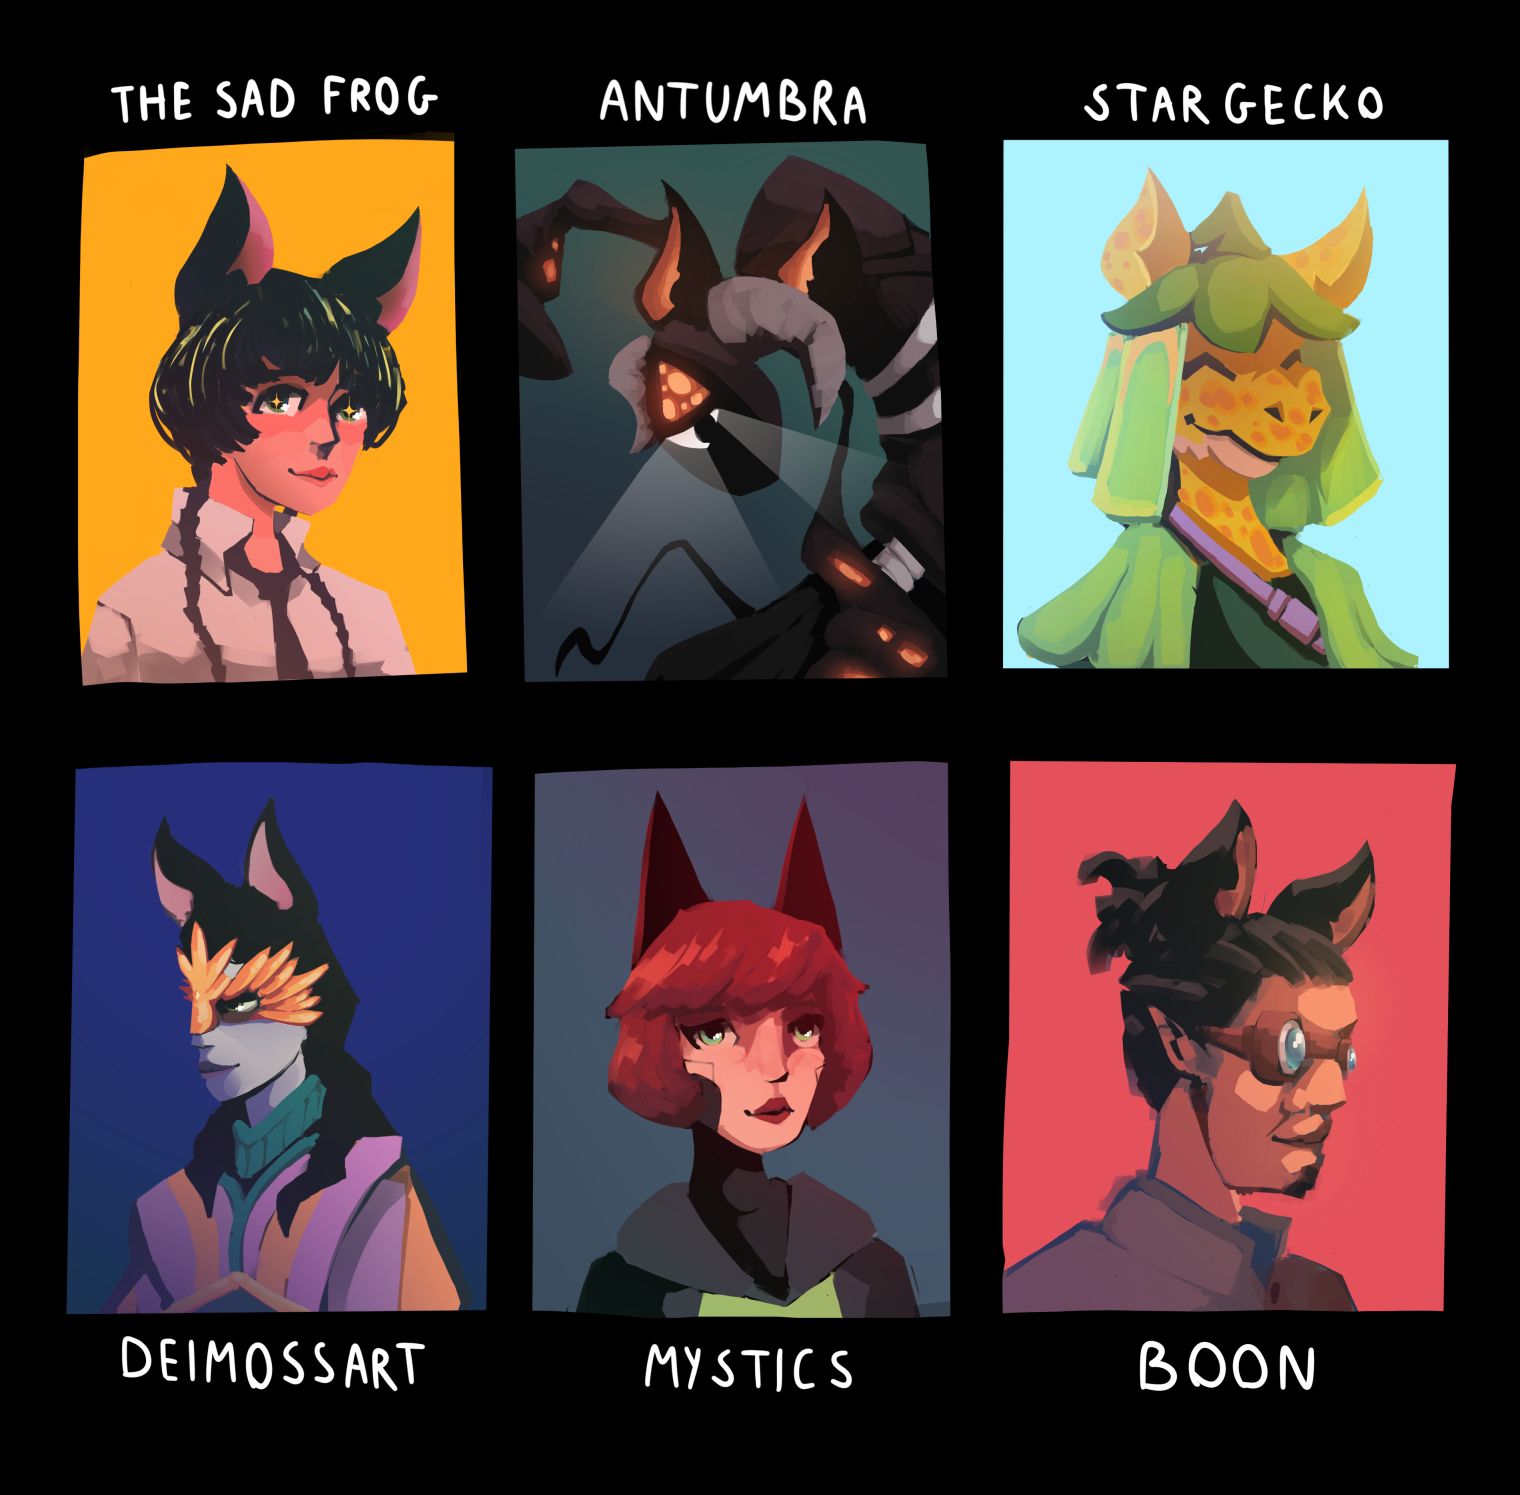 THE SAD FROG
ANTUMBRA
STAR GECKO
DEIMOSSART
MYSTICS
BOON